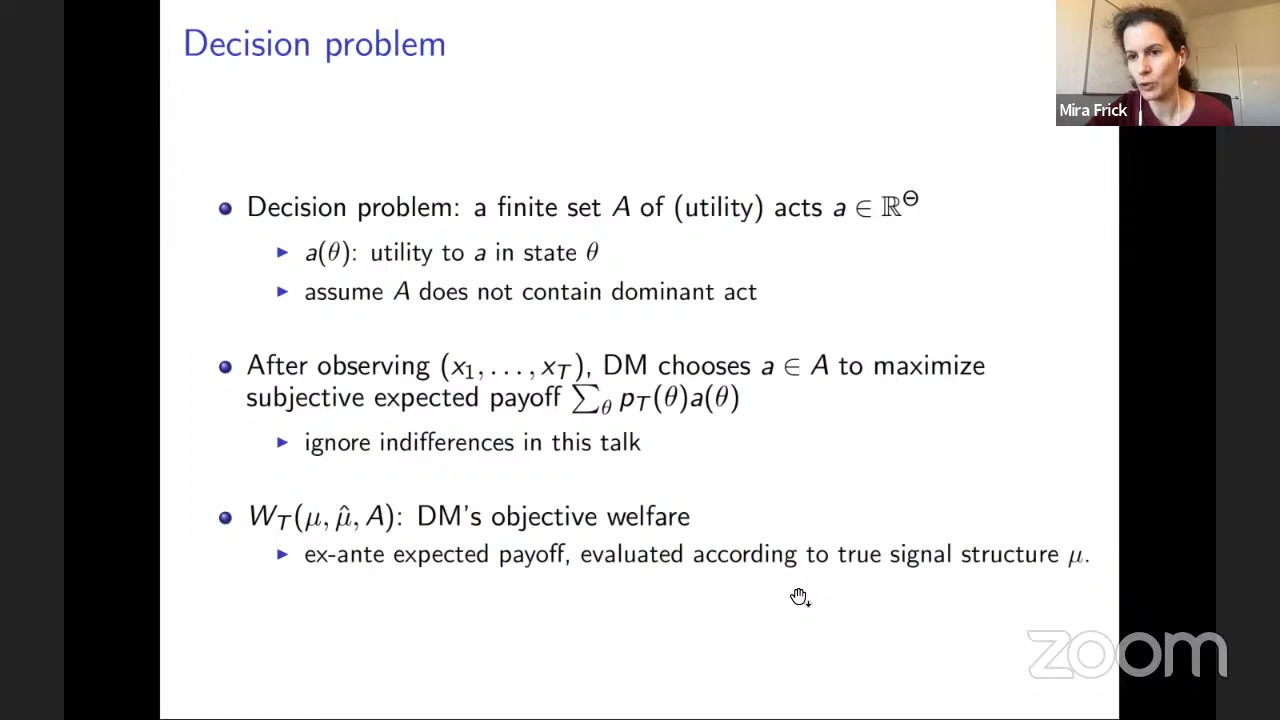 Decision problem
Mira Frick
Decision problem: a finite set A of (utility) acts a ∈ ℝ^Θ
a(θ): utility to a in state θ
assume A does not contain dominant act
After observing (x₁, . . . , x_T), DM chooses a ∈ A to maximize
subjective expected payoff ∑_θ p_T(θ)a(θ)
ignore indifferences in this talk
W_T(μ, μ̂, A): DM's objective welfare
ex-ante expected payoff, evaluated according to true signal structure μ.
zoom